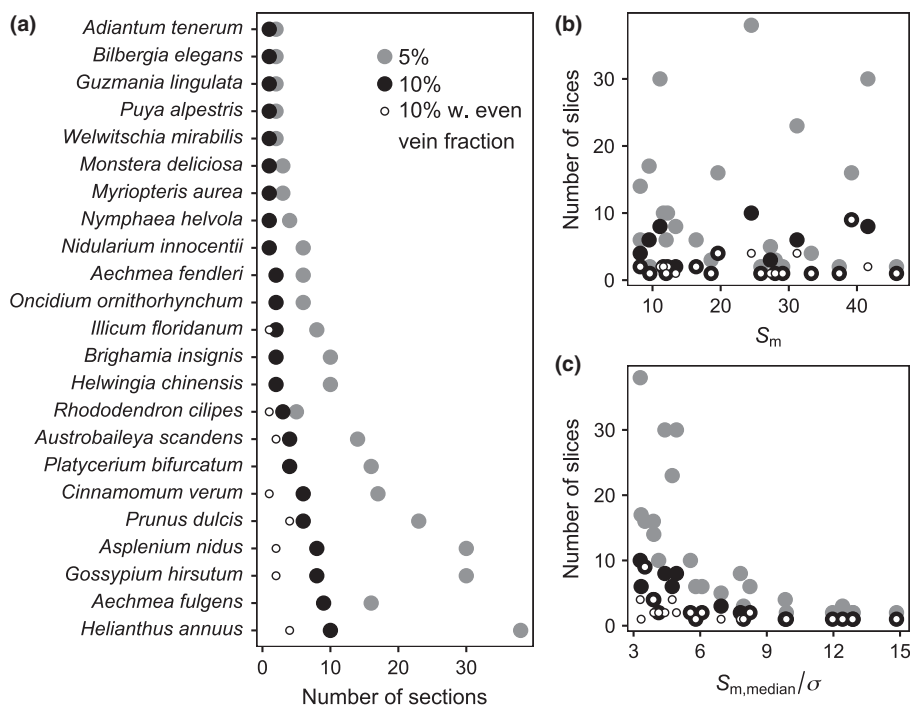 (a)
Adiantum tenerum
Bilbergia elegans
Guzmania lingulata
Puya alpestris
Welwitschia mirabilis
Monstera deliciosa
Myriopteris aurea
Nymphaea helvola
Nidularium innocentii
Aechmea fendleri
Oncidium ornithorhynchum
Illicum floridanum
Brighamia insignis
Helwingia chinensis
Rhododendron cilipes
Austrobaileya scandens
Platycerium bifurcatum
Cinnamomum verum
Prunus dulcis
Asplenium nidus
Gossypium hirsutum
Aechmea fulgens
Helianthus annuus
5%
10%
10% w. even
vein fraction
0 10 20 30
Number of sections
(b)
Number of slices
30
20
10
0
10 20 30 40
S_m
(c)
Number of slices
30
20
10
0
3 6 9 12 15
S_m,median/σ